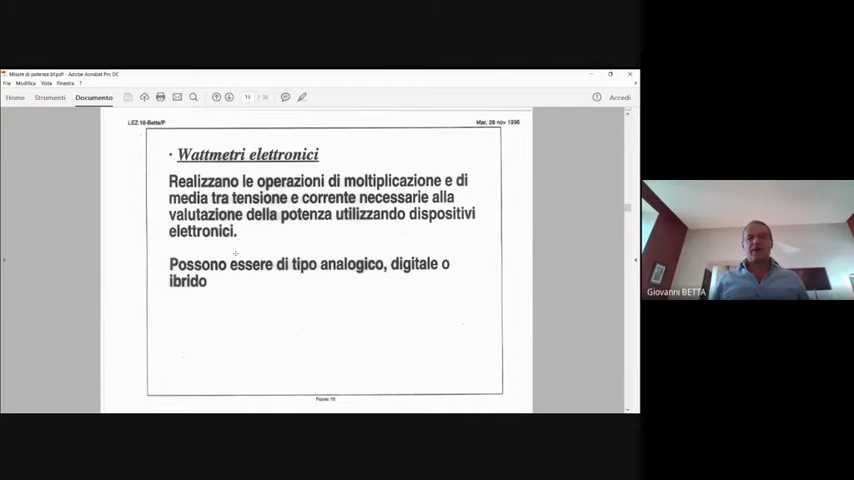 Misure di potenza bf.pdf - Adobe Acrobat Pro DC
File Modifica Vista Finestra ?
Home Strumenti Documento
Accedi
LEZ.18-Betta/P
Mar, 26 nov 1996
· Wattmetri elettronici
Realizzano le operazioni di moltiplicazione e di
media tra tensione e corrente necessarie alla
valutazione della potenza utilizzando dispositivi
elettronici.
Possono essere di tipo analogico, digitale o
ibrido
Giovanni BETTA